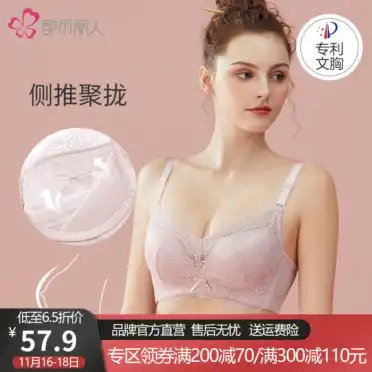 都市丽人
专利
文胸
侧推聚拢
低至6.5折价
¥57.9
11月16-18日
品牌官方直营 售后无忧 送运费险
专区领券满200减70/满300减110元